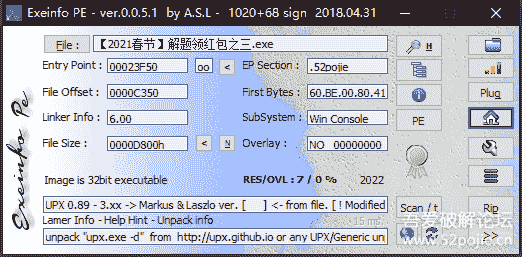 Exeinfo PE - ver.0.0.5.1 by A.S.L - 1020+68 sign 2018.04.31
File : 【2021春节】解题领红包之三.exe H
Entry Point : 00023F50 oo < EP Section : .52pojie
File Offset : 0000C350 First Bytes : 60.BE.00.80.41 Plug
Linker Info : 6.00 SubSystem : Win Console PE
File Size : 0000D800h < N Overlay : NO 00000000
Image is 32bit executable RES/OVL : 7 / 0 % 2022
UPX 0.89 - 3.xx -> Markus & Laszlo ver. [ ] <- from file. [ ! Modified Scan / t Rip
Lamer Info - Help Hint - Unpack info 15 ms.
unpack "upx.exe -d" from http://upx.github.io or any UPX/Generic un >>
Exeinfo Pe
吾爱破解论坛
www.52pojie.cn